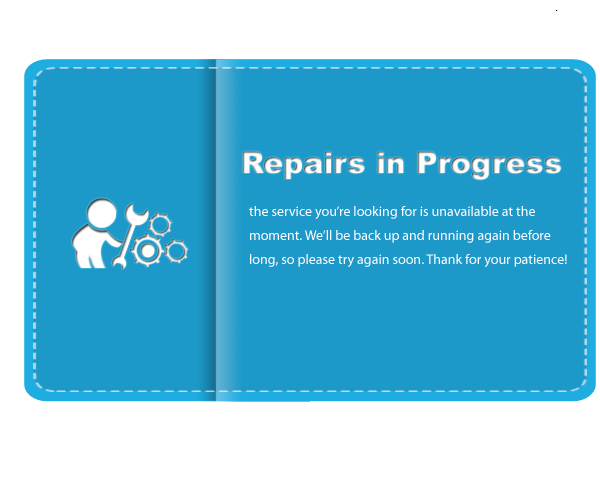 Repairs in Progress
the service you're looking for is unavailable at the
moment. We'll be back up and running again before
long, so please try again soon. Thank for your patience!